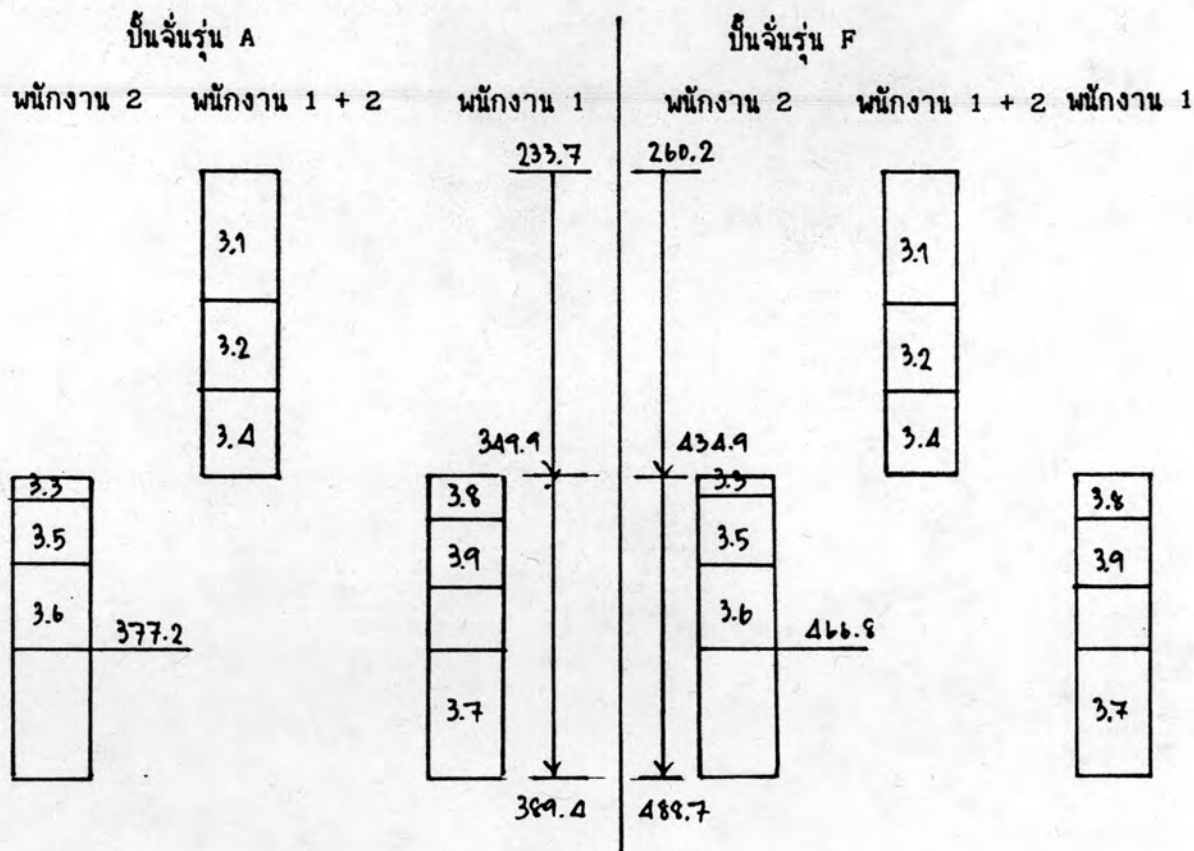 ปั้นจั่นรุ่น A
ปั้นจั่นรุ่น F
พนักงาน 2 พนักงาน 1 + 2 พนักงาน 1
พนักงาน 2 พนักงาน 1 + 2 พนักงาน 1
233.7 260.2
3.1 3.1
3.2 3.2
3.4 349.9 434.9 3.4
3.3 3.8 3.3 3.8
3.5 3.9 3.5 3.9
3.6 377.2 3.6 466.8
3.7 3.7
389.4 488.7